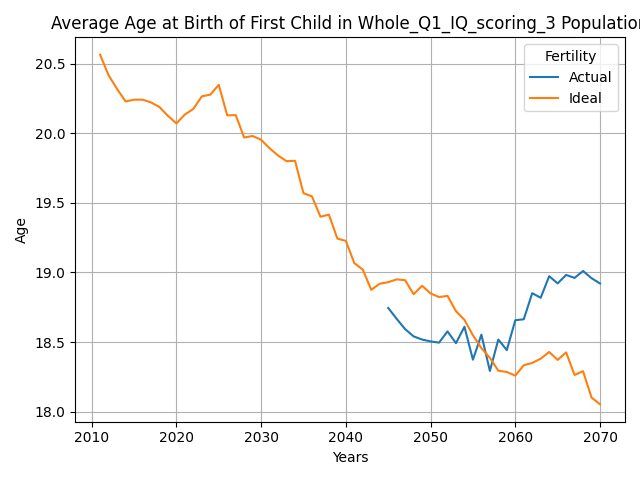 Average Age at Birth of First Child in Whole_Q1_IQ_scoring_3 Population
Fertility
Actual
Ideal
20.5
20.0
19.5
19.0
18.5
18.0
Age
2010 2020 2030 2040 2050 2060 2070
Years